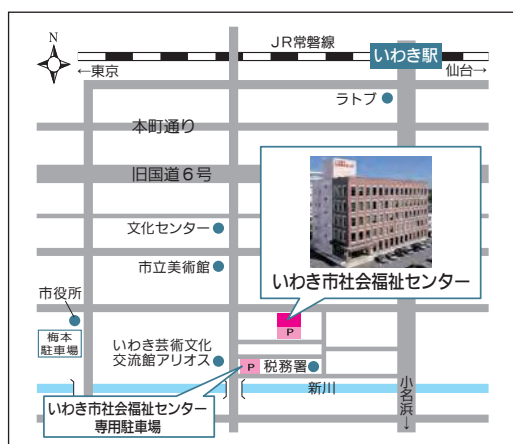 N
JR常磐線
いわき駅
←東京
仙台→
ラトブ
本町通り
旧国道6号
文化センター
市立美術館
いわき市社会福祉センター
市役所
梅本
駐車場
P
いわき芸術文化
交流館アリオス
P
税務署
新川
いわき市社会福祉センター
専用駐車場
小名浜→